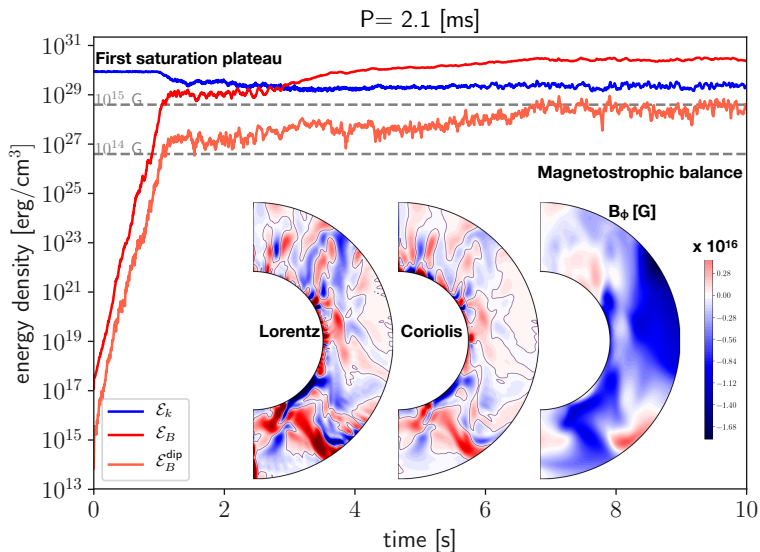 P= 2.1 [ms]
10^31
10^29
10^27
10^25
10^23
10^21
10^19
10^17
10^15
10^13
energy density [erg/cm^3]
First saturation plateau
10^15 G
10^14 G
Magnetostrophic balance
B_ϕ [G]
x 10^16
Lorentz
Coriolis
0.28
0.00
-0.28
-0.56
-0.84
-1.12
-1.40
-1.68
ℰ_k
ℰ_B
ℰ_B^dip
0 2 4 6 8 10
time [s]